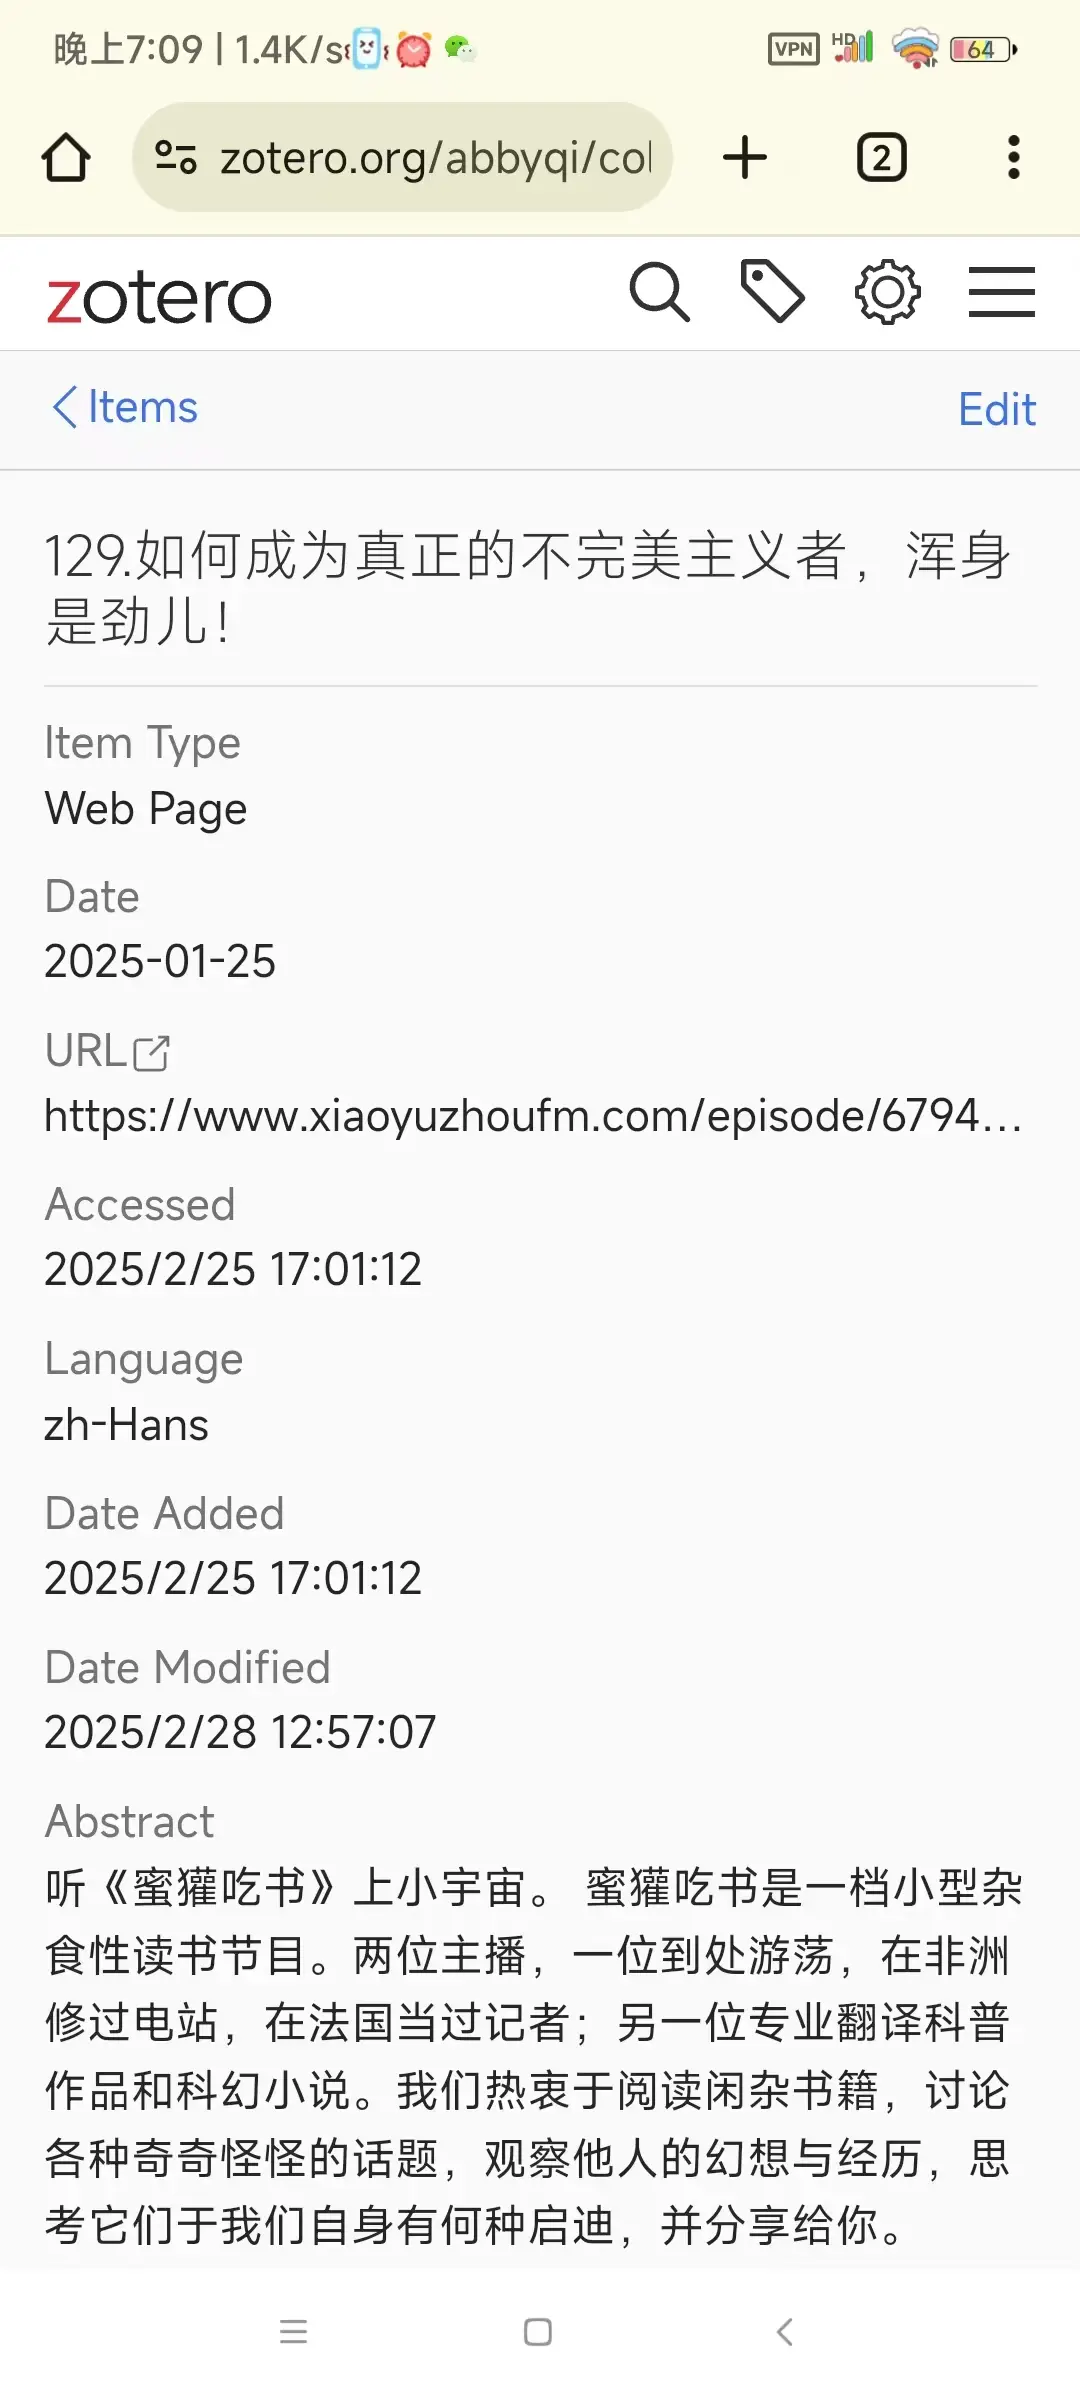 晚上7:09 | 1.4K/s
VPN HD 64
zotero.org/abbyqi/col
2
zotero
Items
Edit
129.如何成为真正的不完美主义者，浑身
是劲儿！
Item Type
Web Page
Date
2025-01-25
URL
https://www.xiaoyuzhoufm.com/episode/6794...
Accessed
2025/2/25 17:01:12
Language
zh-Hans
Date Added
2025/2/25 17:01:12
Date Modified
2025/2/28 12:57:07
Abstract
听《蜜獾吃书》上小宇宙。 蜜獾吃书是一档小型杂
食性读书节目。两位主播，一位到处游荡，在非洲
修过电站，在法国当过记者；另一位专业翻译科普
作品和科幻小说。我们热衷于阅读闲杂书籍，讨论
各种奇奇怪怪的话题，观察他人的幻想与经历，思
考它们于我们自身有何种启迪，并分享给你。